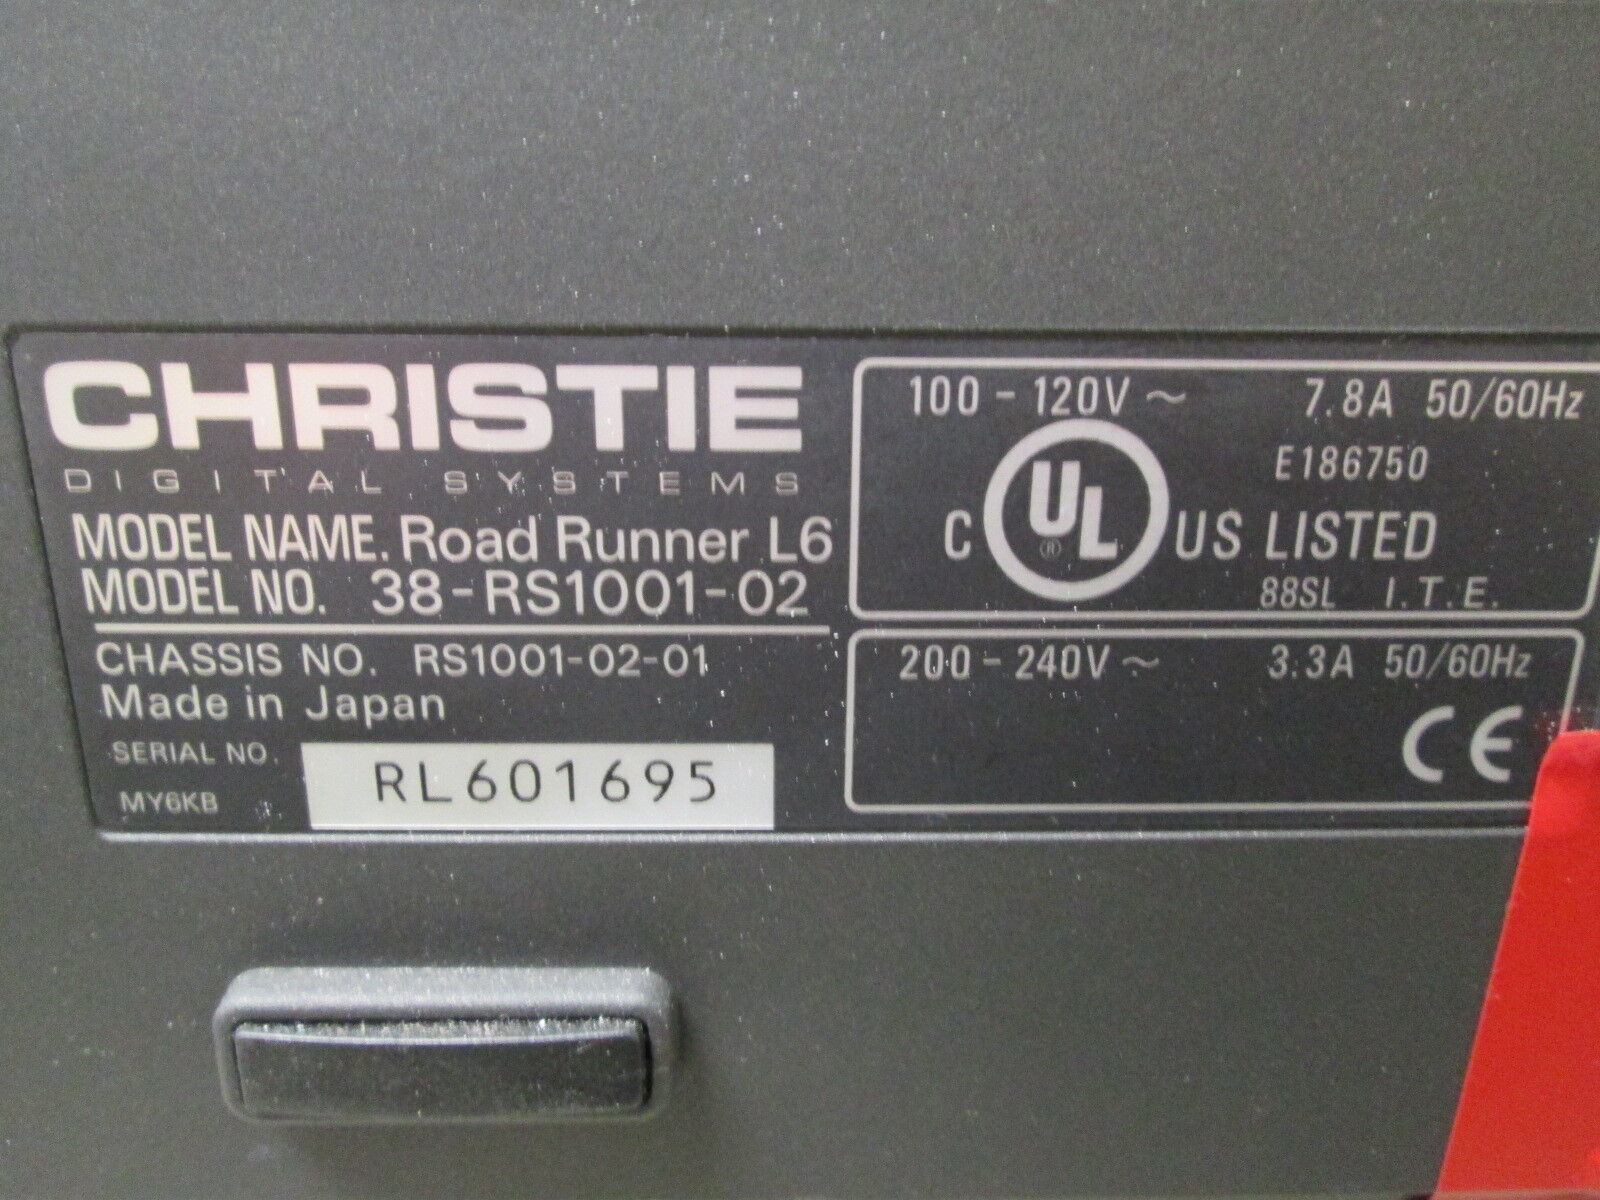 CHRISTIE
DIGITAL SYSTEMS
MODEL NAME. Road Runner L6
MODEL NO. 38-RS1001-02
CHASSIS NO. RS1001-02-01
Made in Japan
SERIAL NO.
RL601695
MY6KB
100 - 120V ~ 7.8A 50/60Hz
E186750
C UL ® US LISTED
88SL I.T.E.
200 - 240V ~ 3.3A 50/60Hz
CE